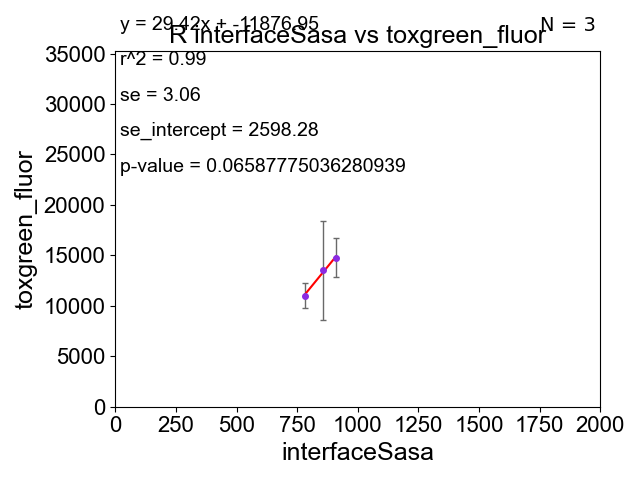 y = 29.42x + -11876.95
N = 3
R interfaceSasa vs toxgreen_fluor
r^2 = 0.99
se = 3.06
se_intercept = 2598.28
p-value = 0.06587775036280939
35000
30000
25000
20000
15000
10000
5000
0
toxgreen_fluor
0 250 500 750 1000 1250 1500 1750 2000
interfaceSasa